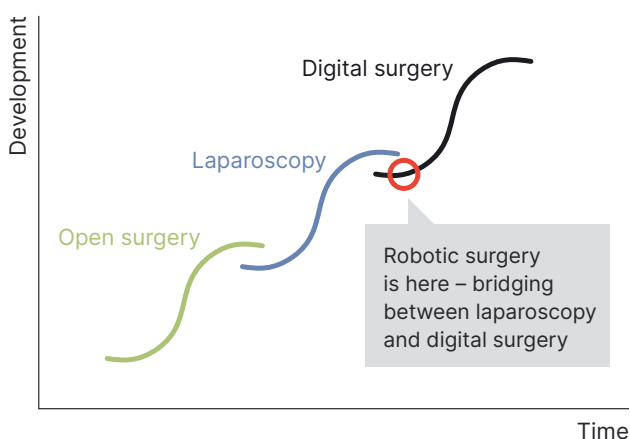 Development
Digital surgery
Laparoscopy
Open surgery
Robotic surgery
is here – bridging
between laparoscopy
and digital surgery
Time